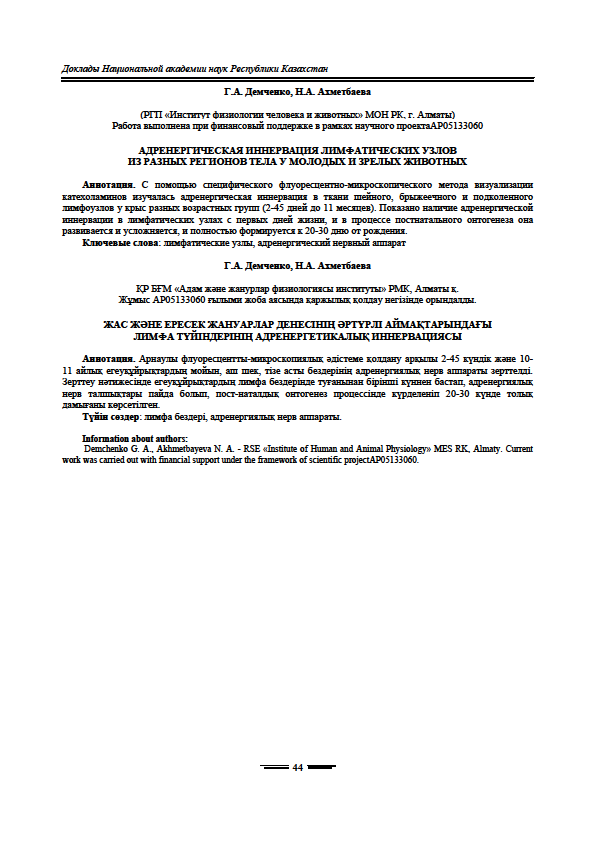 Доклады Национальной академии наук Республики Казахстан
Г.А. Демченко, Н.А. Ахметбаева
(РГП «Институт физиологии человека и животных» МОН РК, г. Алматы)
Работа выполнена при финансовый поддержке в рамках научного проектаАР05133060
АДРЕНЕРГИЧЕСКАЯ ИННЕРВАЦИЯ ЛИМФАТИЧЕСКИХ УЗЛОВ
ИЗ РАЗНЫХ РЕГИОНОВ ТЕЛА У МОЛОДЫХ И ЗРЕЛЫХ ЖИВОТНЫХ
Аннотация. С помощью специфического флуоресцентно-микроскопического метода визуализации
катехоламинов изучалась адренергическая иннервация в ткани шейного, брыжеечного и подколенного
лимфоузлов у крыс разных возрастных групп (2-45 дней до 11 месяцев). Показано наличие адренергической
иннервации в лимфатических узлах с первых дней жизни, и в процессе постнатального онтогенеза она
развивается и усложняется, и полностью формируется к 20-30 дню от рождения.
Ключевые слова: лимфатические узлы, адренергический нервный аппарат
Г.А. Демченко, Н.А. Ахметбаева
ҚР БҒМ «Адам және жануарлар физиологиясы институты» РМК, Алматы қ.
Жұмыс АР05133060 ғылыми жоба аясында каржылық қолдау негізінде орындалды.
ЖАС ЖӘНЕ ЕРЕСЕК ЖАНУАРЛАР ДЕНЕСІНІҢ ӘРТҮРЛІ АЙМАҚТАРЫНДАҒЫ
ЛИМФА ТҮЙІНДЕРІНІҢ АДРЕНЕРГЕТИКАЛЫҚ ИННЕРВАЦИЯСЫ
Аннотация. Арнаулы флуоресцентты-микроскопиялық әдістеме қолдану арқылы 2-45 күндік және 10-
11 айлық егеуқұйрықтардың мойын, аш шек, тізе асты бездерінің адренергиялық нерв аппараты зерттелді.
Зерттеу нәтижесінде егеуқұйрықтардың лимфа бездерінде туғанынан бірінші күннен бастап, адренергиялық
нерв талшықтары пайда болып, пост-наталдық онтогенез процессінде күрделеніп 20-30 күнде толық
дамығаны көрсетілген.
Түйін сөздер: лимфа бездері, адренергиялық нерв аппараты.
Information about authors:
Demchenko G. A., Akhmetbayeva N. A. - RSE «Institute of Human and Animal Physiology» MES RK, Almaty. Current
work was carried out with financial support under the framework of scientific projectAP05133060.
44